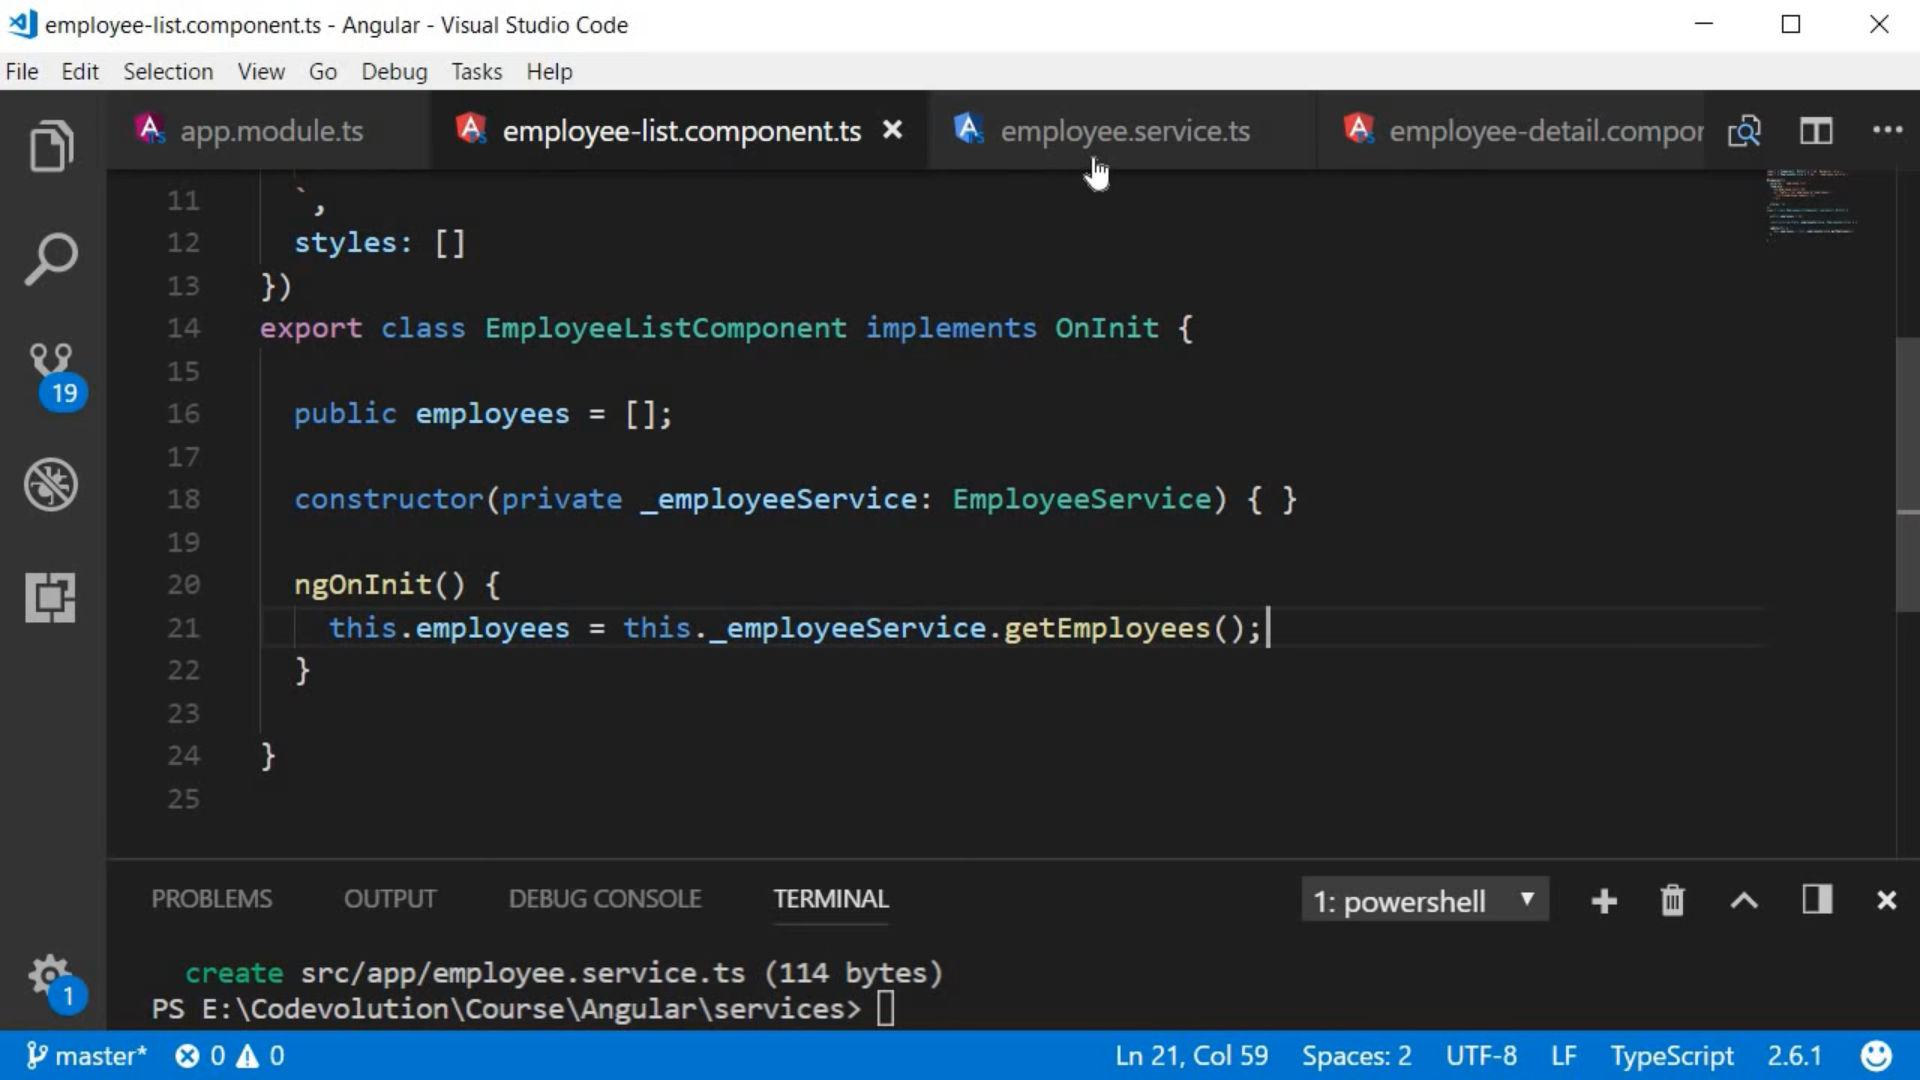 employee-list.component.ts - Angular - Visual Studio Code
File Edit Selection View Go Debug Tasks Help
app.module.ts employee-list.component.ts employee.service.ts employee-detail.compor
11 `,
12 styles: []
13 })
14 export class EmployeeListComponent implements OnInit {
15
16 public employees = [];
17
18 constructor(private _employeeService: EmployeeService) { }
19
20 ngOnInit() {
21 this.employees = this._employeeService.getEmployees();
22 }
23
24 }
25
19
1
PROBLEMS OUTPUT DEBUG CONSOLE TERMINAL 1: powershell
create src/app/employee.service.ts (114 bytes)
PS E:\Codevolution\Course\Angular\services>
master* 0 0 Ln 21, Col 59 Spaces: 2 UTF-8 LF TypeScript 2.6.1